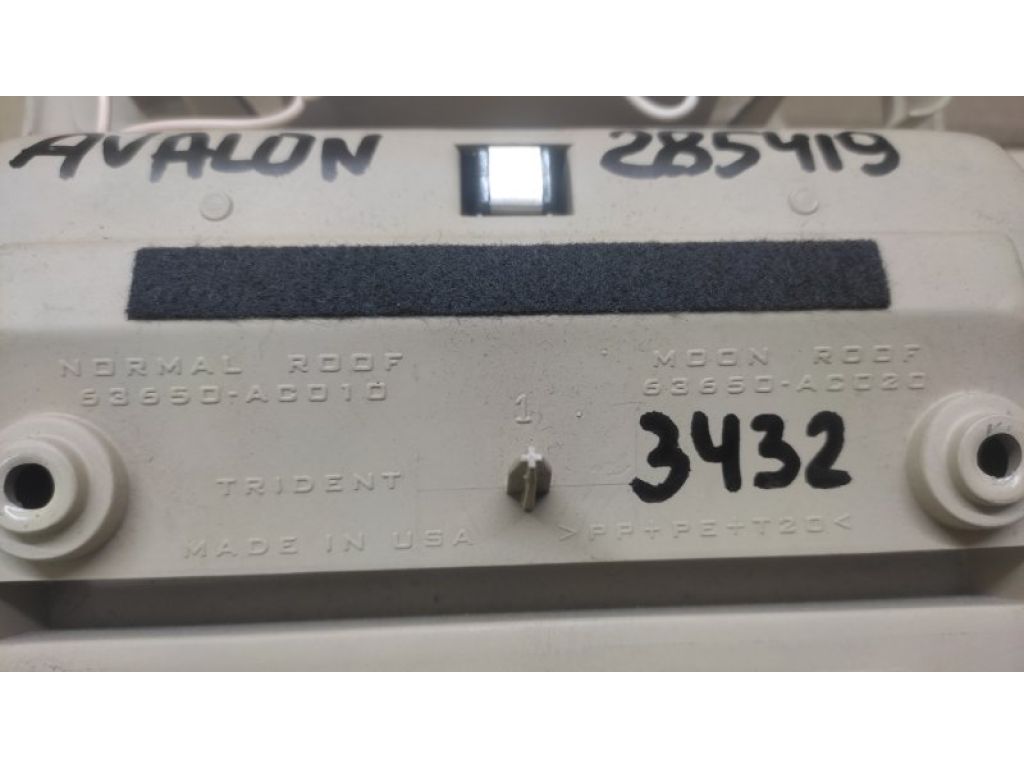 AVALON 285419
NORMAL ROOF MOON ROOF
63650-AC010 63650-AC020
1
3432
TRIDENT
MADE IN USA >PP+PE+T20<